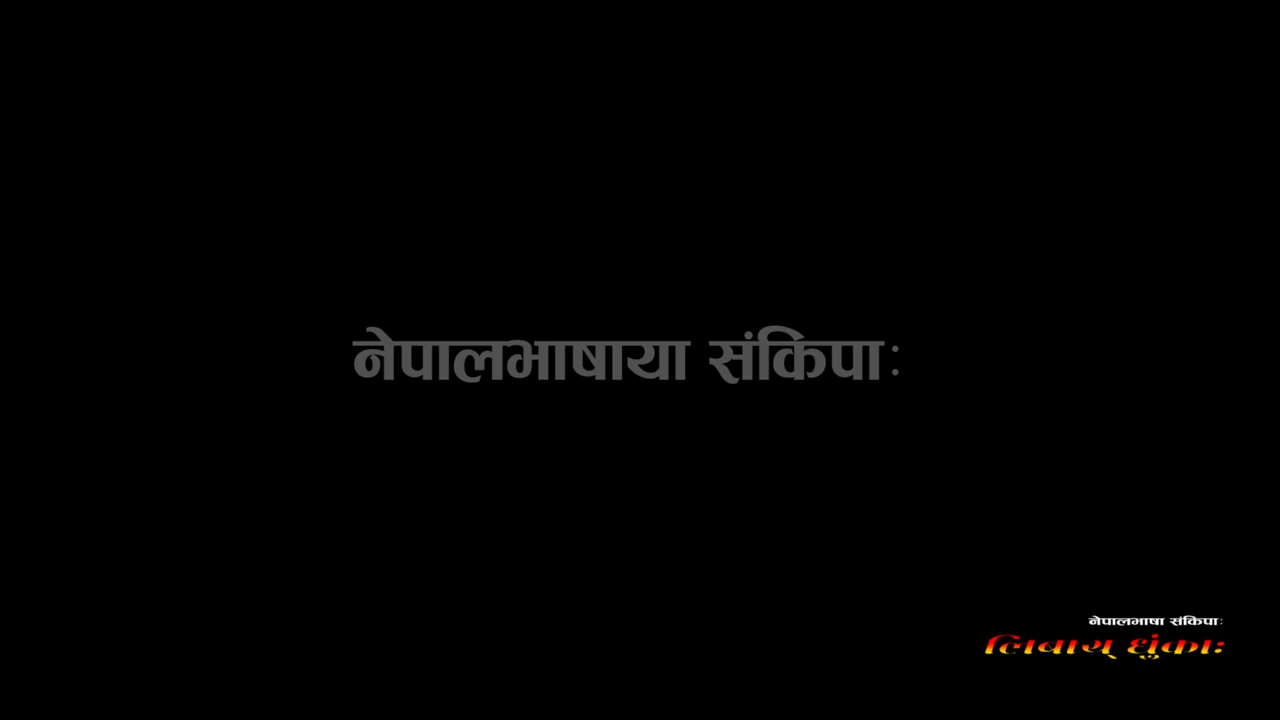 नेपालभाषाया संकिपाः
नेपालभाषा संकिपाः
लिबाय् धुंकाः